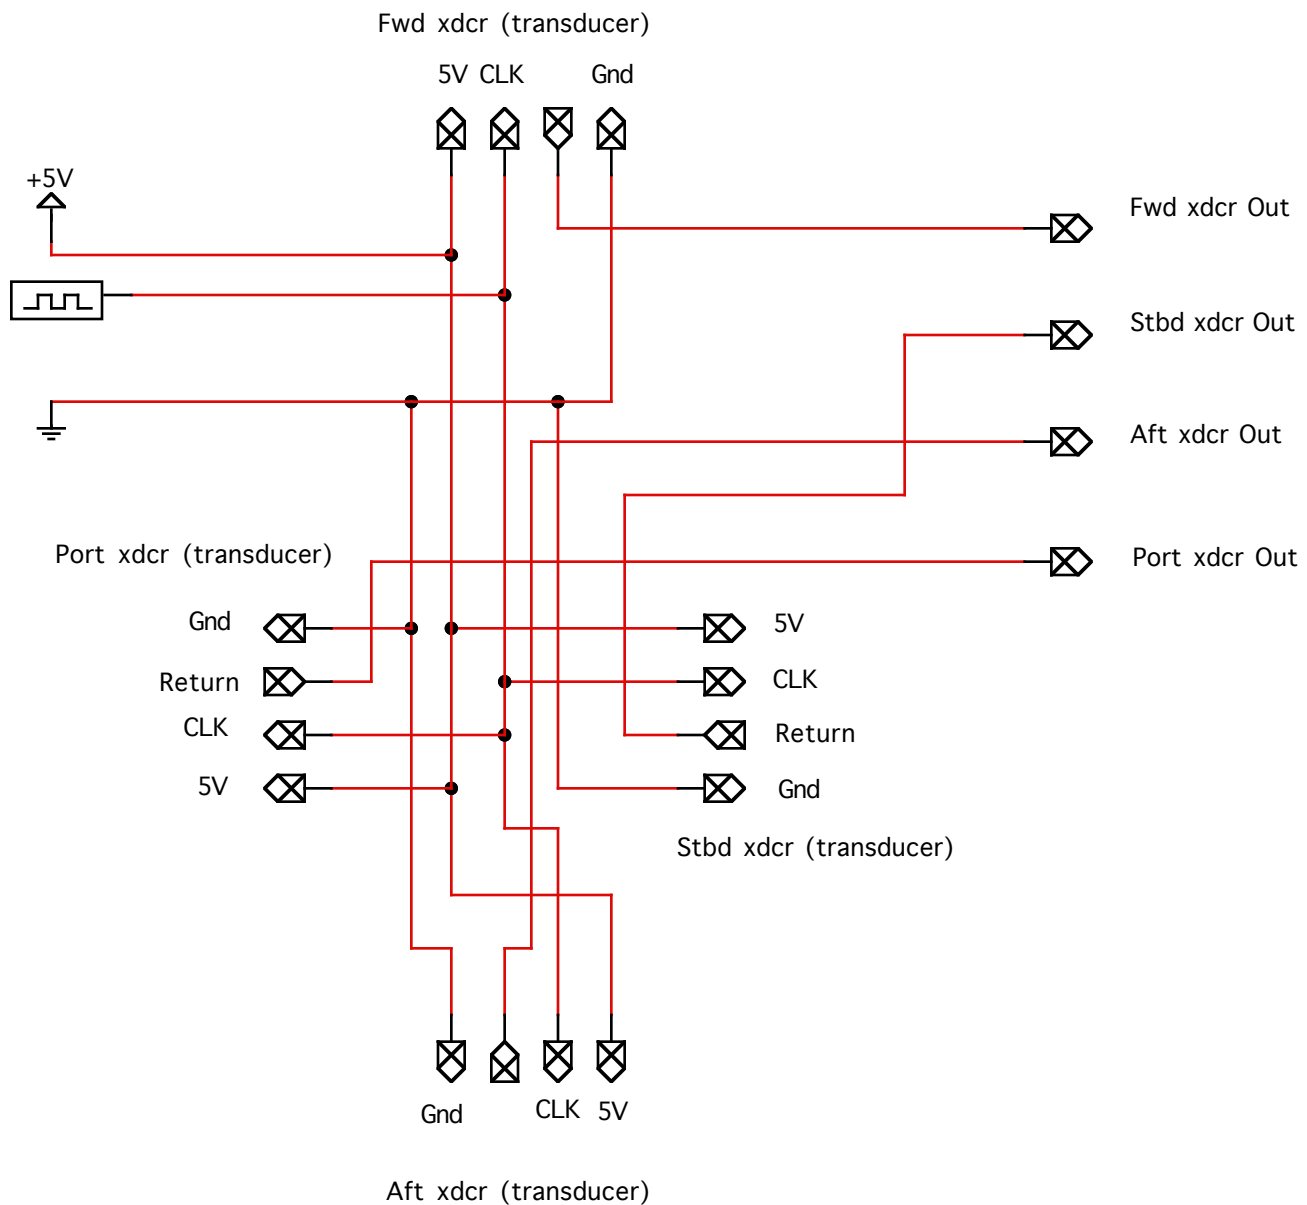 Fwd xdcr (transducer)
5V CLK Gnd
+5V
Fwd xdcr Out
Stbd xdcr Out
Aft xdcr Out
Port xdcr (transducer)
Port xdcr Out
Gnd
5V
Return
CLK
CLK
Return
5V
Gnd
Stbd xdcr (transducer)
Gnd CLK 5V
Aft xdcr (transducer)